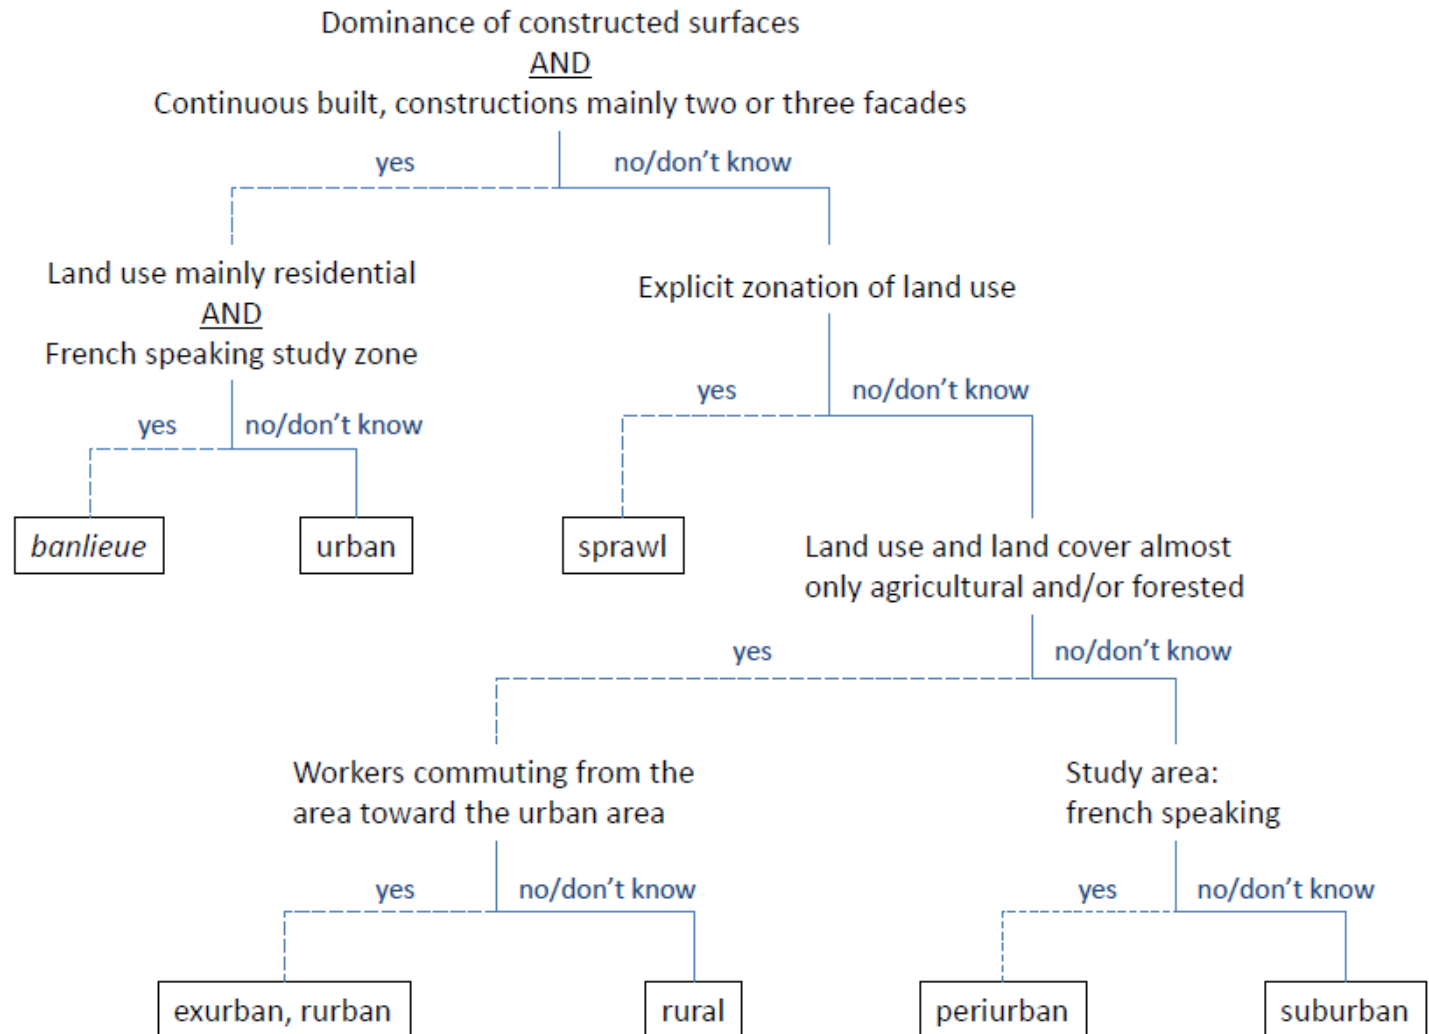 Dominance of constructed surfaces
AND
Continuous built, constructions mainly two or three facades
yes
no/don't know
Land use mainly residential
AND
French speaking study zone
Explicit zonation of land use
yes
no/don't know
yes
no/don't know
banlieue
urban
sprawl
Land use and land cover almost
only agricultural and/or forested
yes
no/don't know
Workers commuting from the
area toward the urban area
Study area:
french speaking
yes
no/don't know
yes
no/don't know
exurban, rurban
rural
periurban
suburban